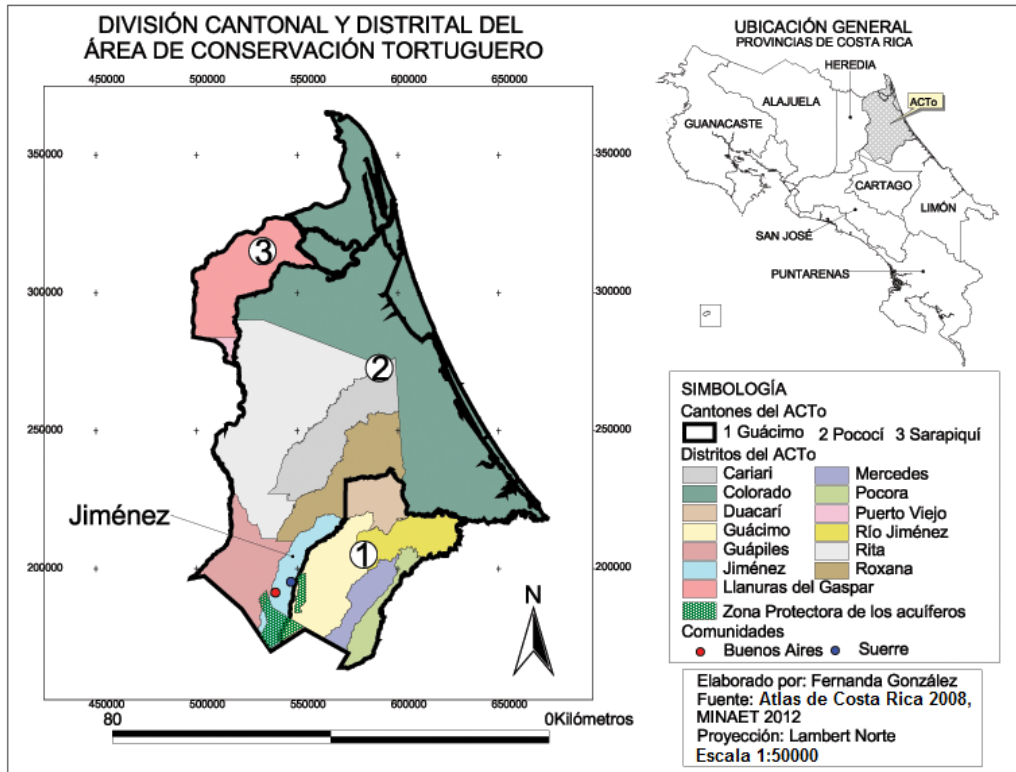 DIVISIÓN CANTONAL Y DISTRITAL DEL
ÁREA DE CONSERVACIÓN TORTUGUERO
450000 500000 550000 600000 650000
350000 350000
300000 300000
250000 250000
200000 200000
3
2
1
Jiménez
N
450000 500000 550000 600000 650000
80 0Kilómetros
UBICACIÓN GENERAL
PROVINCIAS DE COSTA RICA
HEREDIA
ALAJUELA
ACTo
GUANACASTE
CARTAGO
LIMÓN
SAN JOSÉ
PUNTARENAS
SIMBOLOGÍA
Cantones del ACTo
1 Guácimo 2 Pococí 3 Sarapiquí
Distritos del ACTo
Cariari Mercedes
Colorado Pocora
Duacarí Puerto Viejo
Guácimo Río Jiménez
Guápiles Rita
Jiménez Roxana
Llanuras del Gaspar
Zona Protectora de los acuíferos
Comunidades
Buenos Aires Suerre
Elaborado por: Fernanda González
Fuente: Atlas de Costa Rica 2008,
MINAET 2012
Proyección: Lambert Norte
Escala 1:50000